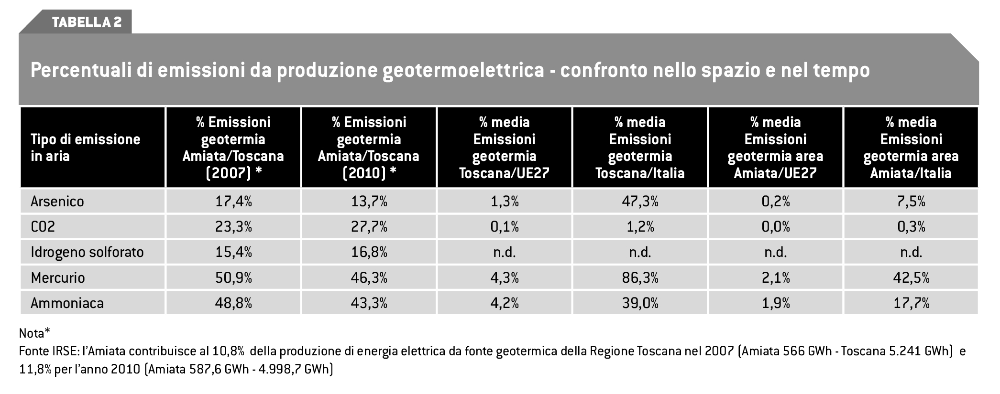 TABELLA 2
Percentuali di emissioni da produzione geotermoelettrica - confronto nello spazio e nel tempo
Tipo di emissione
in aria
% Emissioni
geotermia
Amiata/Toscana
(2007) *
% Emissioni
geotermia
Amiata/Toscana
(2010) *
% media
Emissioni
geotermia
Toscana/UE27
% media
Emissioni
geotermia
Toscana/Italia
% media
Emissioni
geotermia area
Amiata/UE27
% media
Emissioni
geotermia area
Amiata/Italia
Arsenico 17,4% 13,7% 1,3% 47,3% 0,2% 7,5%
CO2 23,3% 27,7% 0,1% 1,2% 0,0% 0,3%
Idrogeno solforato 15,4% 16,8% n.d. n.d. n.d. n.d.
Mercurio 50,9% 46,3% 4,3% 86,3% 2,1% 42,5%
Ammoniaca 48,8% 43,3% 4,2% 39,0% 1,9% 17,7%
Nota*
Fonte IRSE: l'Amiata contribuisce al 10,8% della produzione di energia elettrica da fonte geotermica della Regione Toscana nel 2007 (Amiata 566 GWh - Toscana 5.241 GWh) e
11,8% per l'anno 2010 (Amiata 587,6 GWh - 4.998,7 GWh)